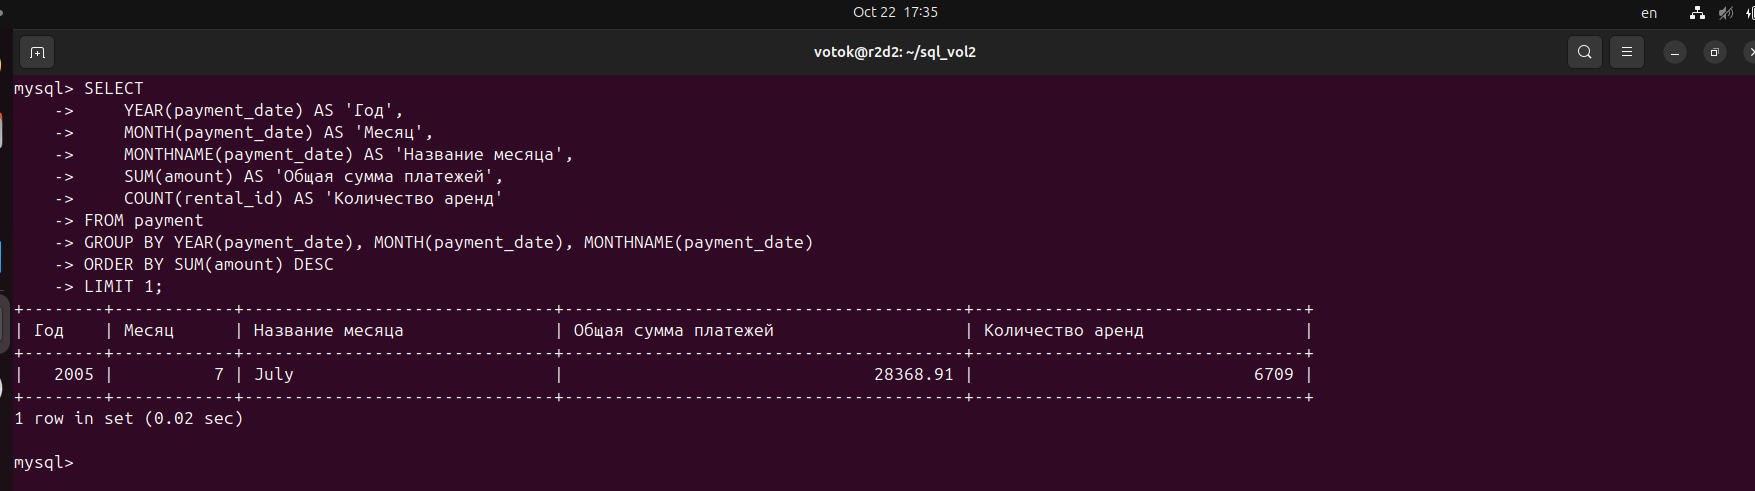 Oct 22 17:35
en
votok@r2d2: ~/sql_vol2
mysql> SELECT
    ->     YEAR(payment_date) AS 'Год',
    ->     MONTH(payment_date) AS 'Месяц',
    ->     MONTHNAME(payment_date) AS 'Название месяца',
    ->     SUM(amount) AS 'Общая сумма платежей',
    ->     COUNT(rental_id) AS 'Количество аренд'
    -> FROM payment
    -> GROUP BY YEAR(payment_date), MONTH(payment_date), MONTHNAME(payment_date)
    -> ORDER BY SUM(amount) DESC
    -> LIMIT 1;
+--------+------------+-------------------------------+----------------------------------------+---------------------------------+
| Год    | Месяц      | Название месяца               | Общая сумма платежей                   | Количество аренд                |
+--------+------------+-------------------------------+----------------------------------------+---------------------------------+
|   2005 |          7 | July                          |                               28368.91 |                            6709 |
+--------+------------+-------------------------------+----------------------------------------+---------------------------------+
1 row in set (0.02 sec)
mysql>